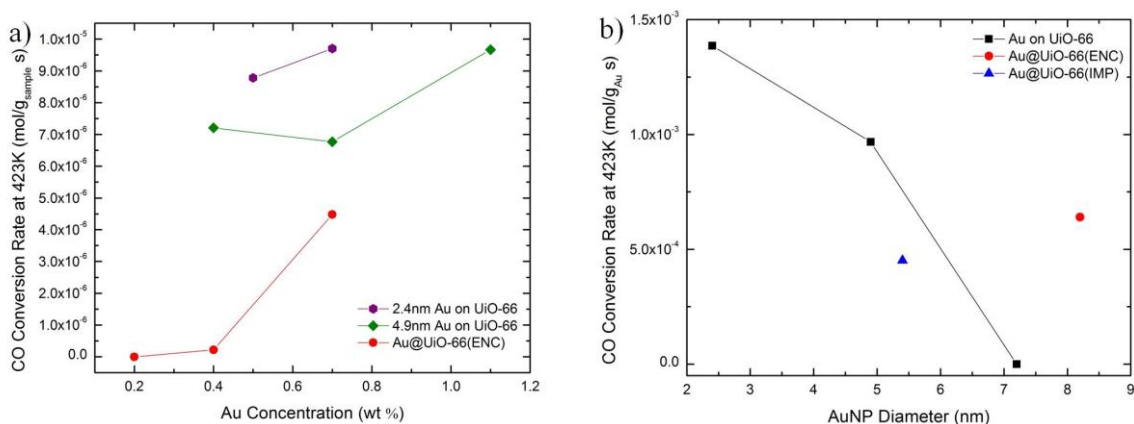 a)
CO Conversion Rate at 423K (mol/g_sample s)
1.0x10⁻⁵
9.0x10⁻⁶
8.0x10⁻⁶
7.0x10⁻⁶
6.0x10⁻⁶
5.0x10⁻⁶
4.0x10⁻⁶
3.0x10⁻⁶
2.0x10⁻⁶
1.0x10⁻⁶
0.0
2.4nm Au on UiO-66
4.9nm Au on UiO-66
Au@UiO-66(ENC)
0.2 0.4 0.6 0.8 1.0 1.2
Au Concentration (wt %)
b)
CO Conversion Rate at 423K (mol/g_Au s)
1.5x10⁻³
1.0x10⁻³
5.0x10⁻⁴
0.0
Au on UiO-66
Au@UiO-66(ENC)
Au@UiO-66(IMP)
2 3 4 5 6 7 8 9
AuNP Diameter (nm)